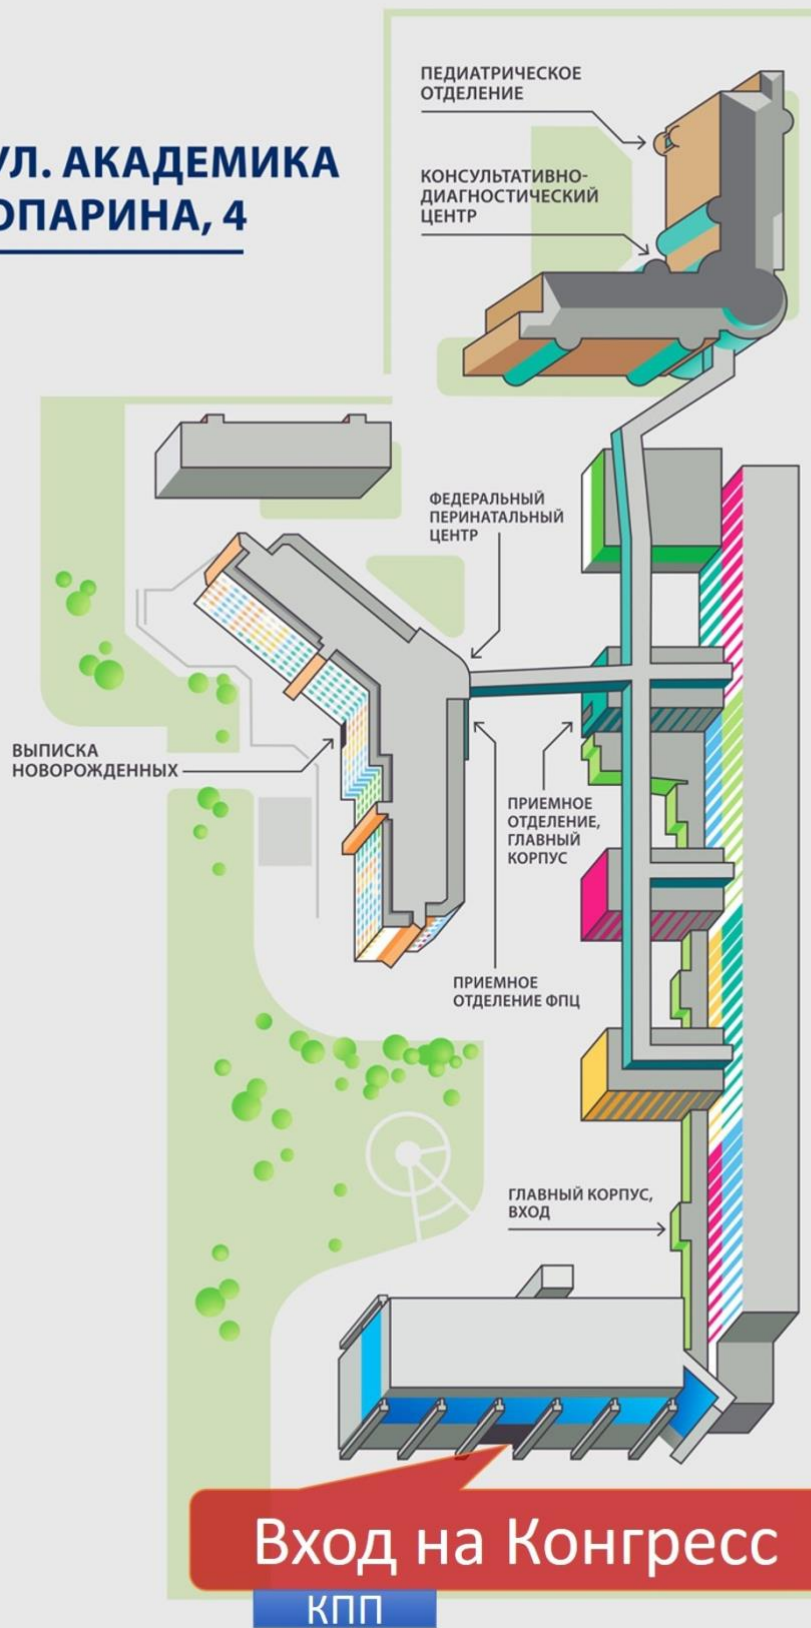 УЛ. АКАДЕМИКА
ОПАРИНА, 4
ПЕДИАТРИЧЕСКОЕ
ОТДЕЛЕНИЕ
КОНСУЛЬТАТИВНО-
ДИАГНОСТИЧЕСКИЙ
ЦЕНТР
ФЕДЕРАЛЬНЫЙ
ПЕРИНАТАЛЬНЫЙ
ЦЕНТР
ВЫПИСКА
НОВОРОЖДЕННЫХ
ПРИЕМНОЕ
ОТДЕЛЕНИЕ,
ГЛАВНЫЙ
КОРПУС
ПРИЕМНОЕ
ОТДЕЛЕНИЕ ФПЦ
ГЛАВНЫЙ КОРПУС,
ВХОД
Вход на Конгресс
КПП